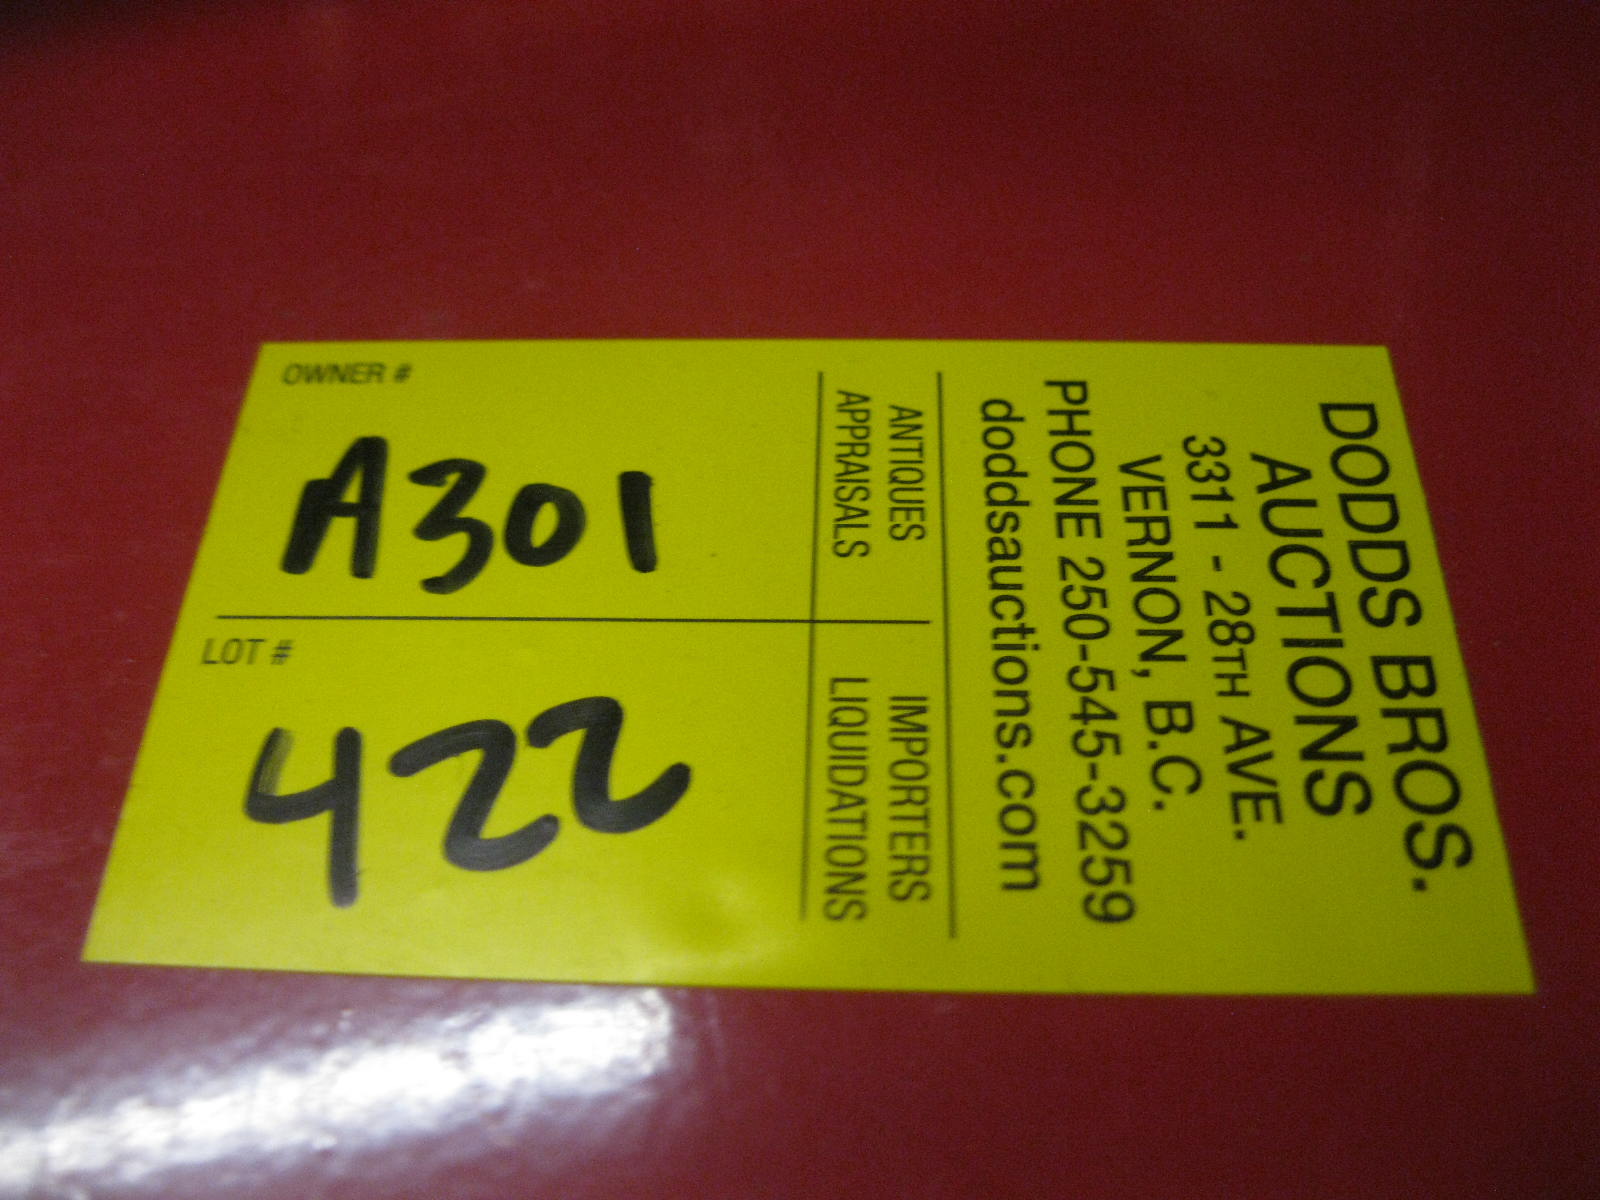 OWNER #
A301
LOT #
422
DODDS BROS.
AUCTIONS
3311 - 28TH AVE.
VERNON, B.C.
PHONE 250-545-3259
doddsauctions.com
ANTIQUES IMPORTERS
APPRAISALS LIQUIDATIONS